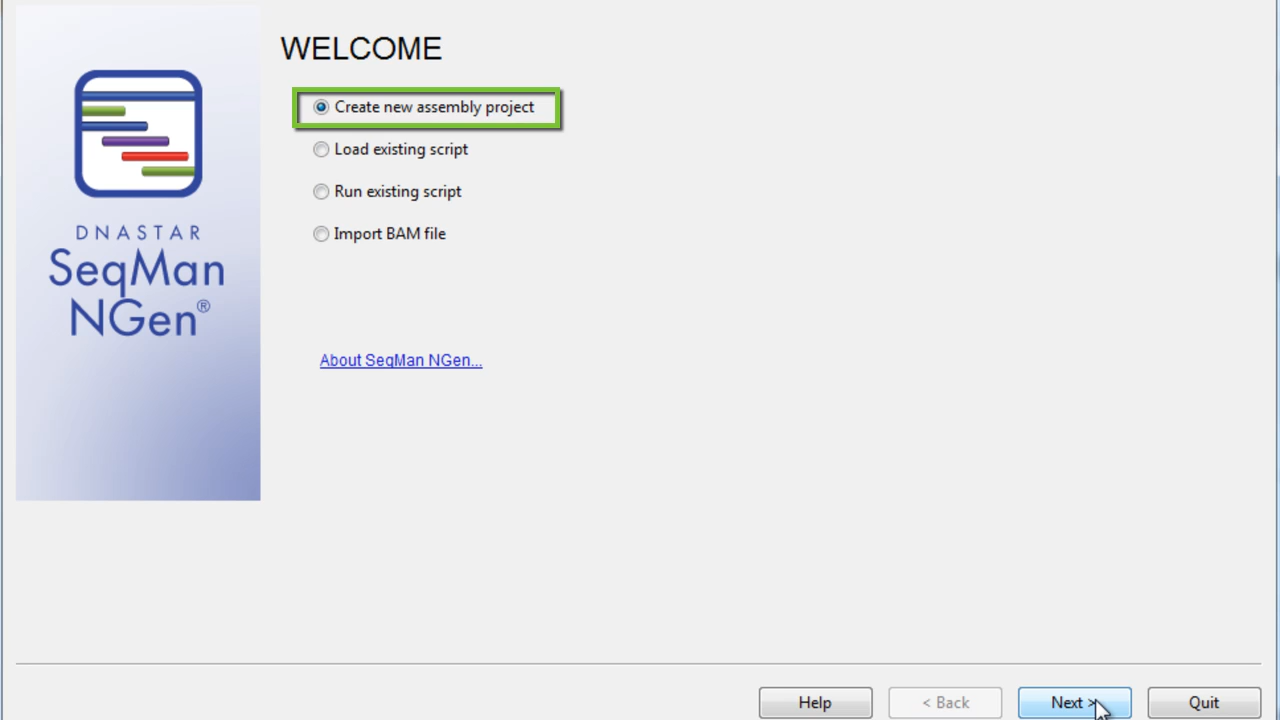 WELCOME
Create new assembly project
Load existing script
Run existing script
Import BAM file
DNASTAR
SeqMan
NGen®
About SeqMan NGen...
Help
< Back
Next >
Quit